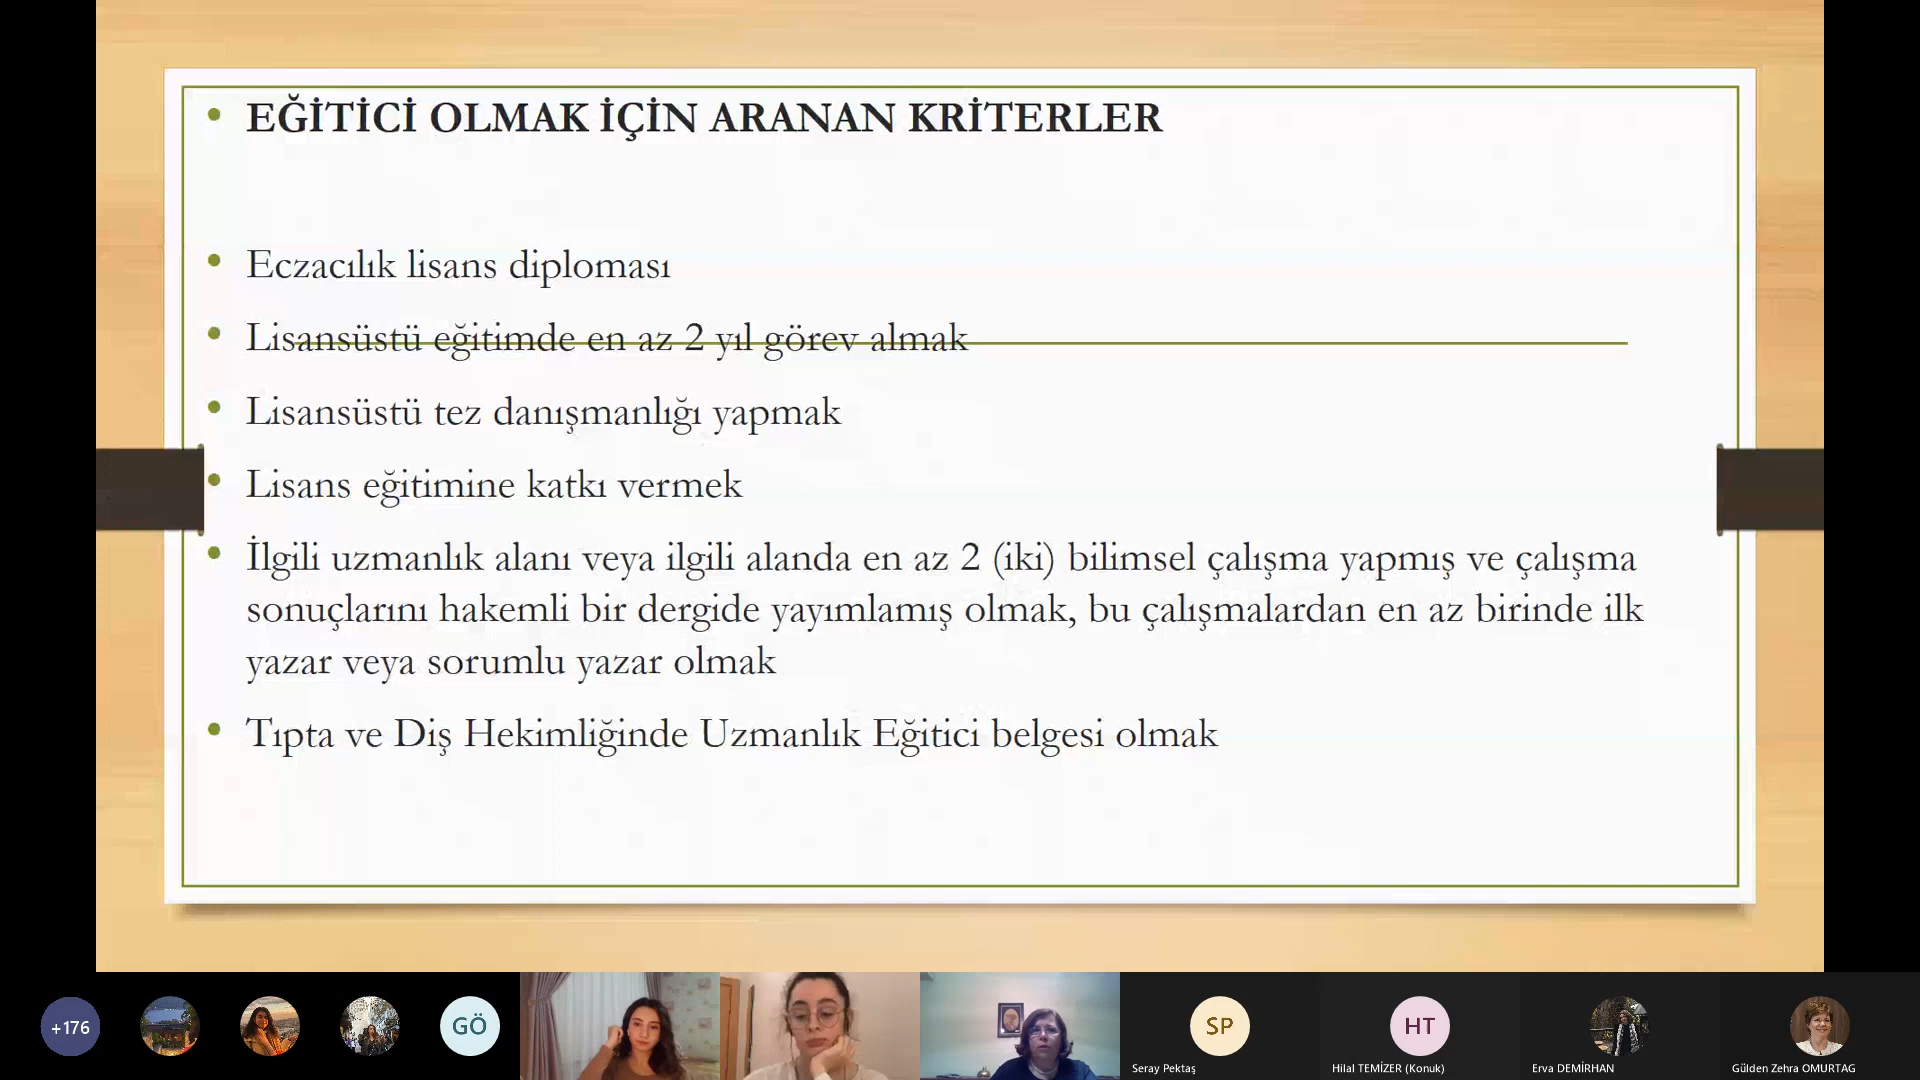 • EĞİTİCİ OLMAK İÇİN ARANAN KRİTERLER
• Eczacılık lisans diploması
• Lisansüstü eğitimde en az 2 yıl görev almak
• Lisansüstü tez danışmanlığı yapmak
• Lisans eğitimine katkı vermek
• İlgili uzmanlık alanı veya ilgili alanda en az 2 (iki) bilimsel çalışma yapmış ve çalışma
sonuçlarını hakemli bir dergide yayımlamış olmak, bu çalışmalardan en az birinde ilk
yazar veya sorumlu yazar olmak
• Tıpta ve Diş Hekimliğinde Uzmanlık Eğitici belgesi olmak
+176
GÖ
SP
Seray Pektaş
HT
Hilal TEMİZER (Konuk)
Erva DEMİRHAN
Gülden Zehra OMURTAG